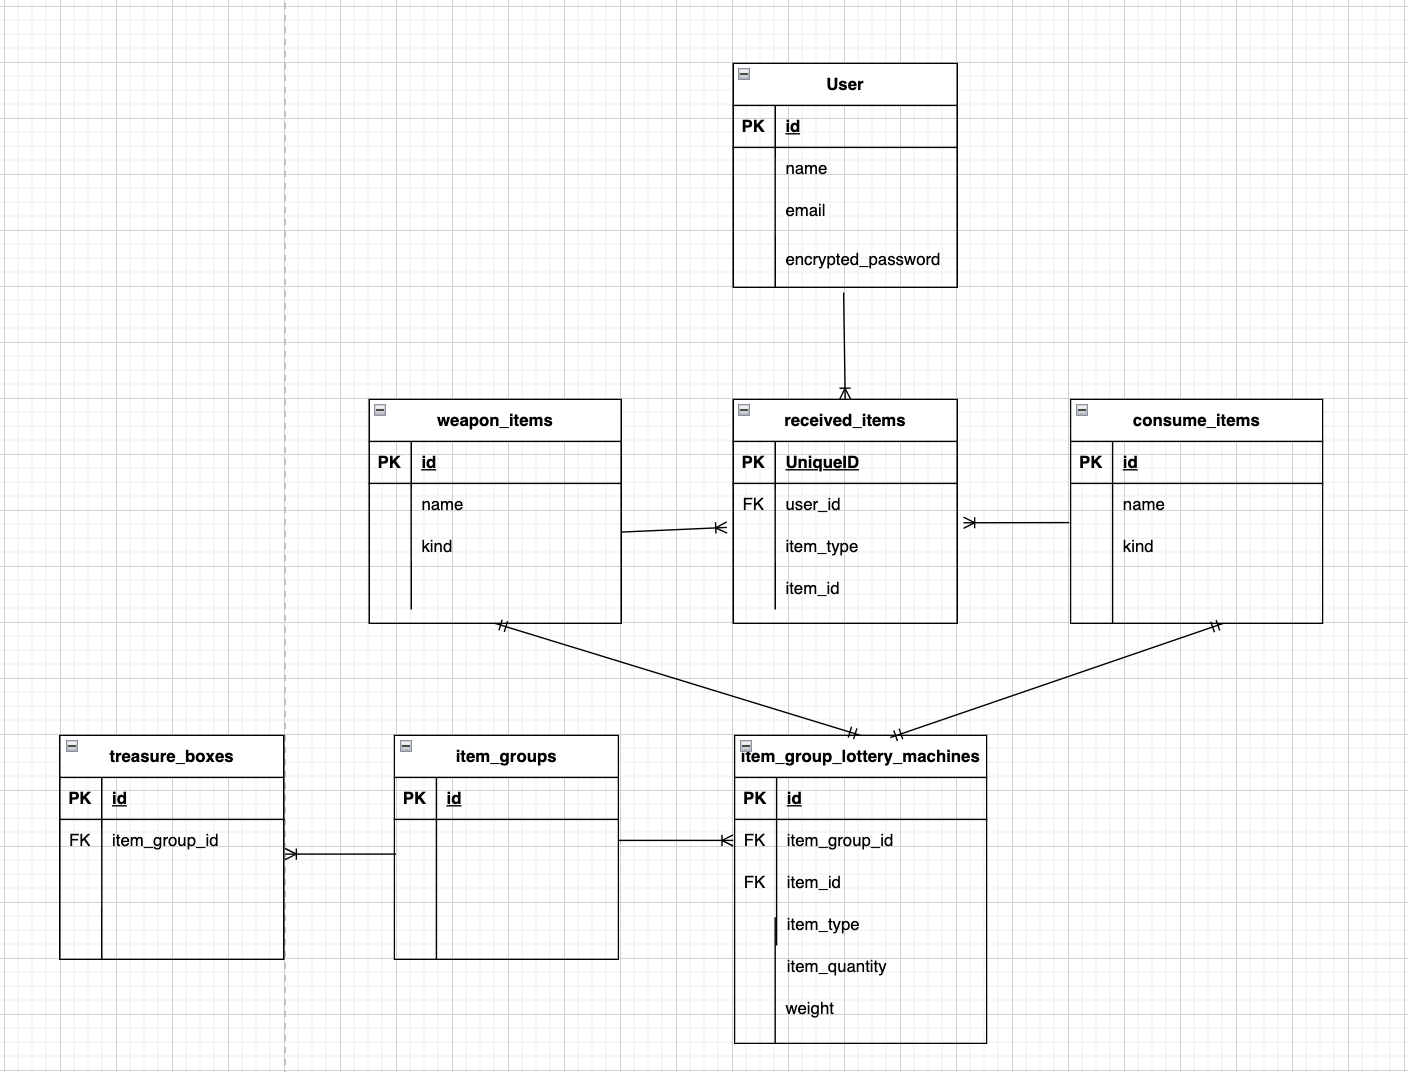 User
PK id
name
email
encrypted_password
weapon_items
PK id
name
kind
received_items
PK UniqueID
FK user_id
item_type
item_id
consume_items
PK id
name
kind
treasure_boxes
PK id
FK item_group_id
item_groups
PK id
item_group_lottery_machines
PK id
FK item_group_id
FK item_id
item_type
item_quantity
weight